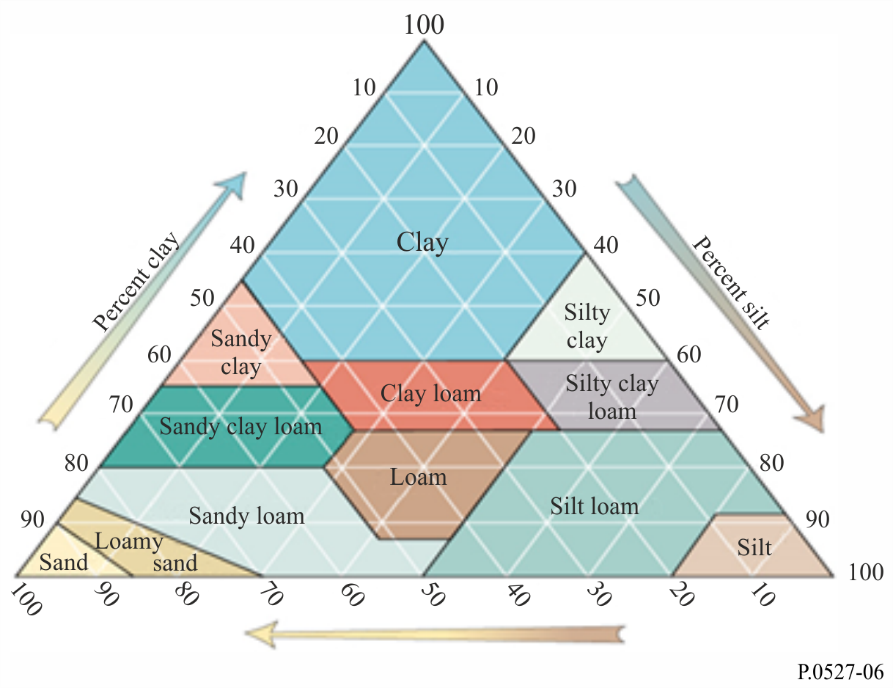 100
10 10
20 20
30 30
Clay
40 40
Percent clay
Percent silt
50 50
Silty
clay
Sandy
clay
60 60
Clay loam
Silty clay
loam
70 70
Sandy clay loam
80 80
Loam
Sandy loam
Silt loam
90 90
Loamy
sand
Sand
Silt
100
100 90 80 70 60 50 40 30 20 10
P.0527-06